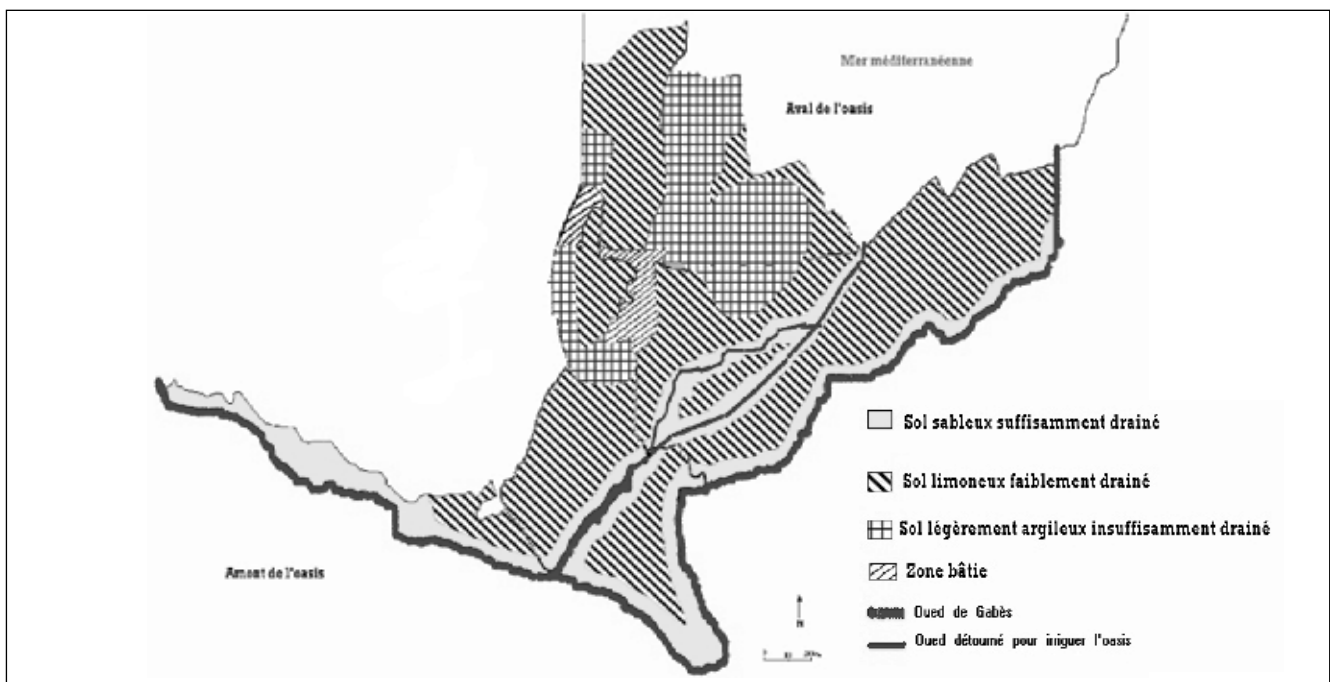 Mer méditerranéenne
Aval de l'oasis
Sol sableux suffisamment drainé
Sol limoneux faiblement drainé
Sol légèrement argileux insuffisamment drainé
Amont de l'oasis
Zone bâtie
N
Oued de Gabès
Oued détourné pour irriguer l'oasis